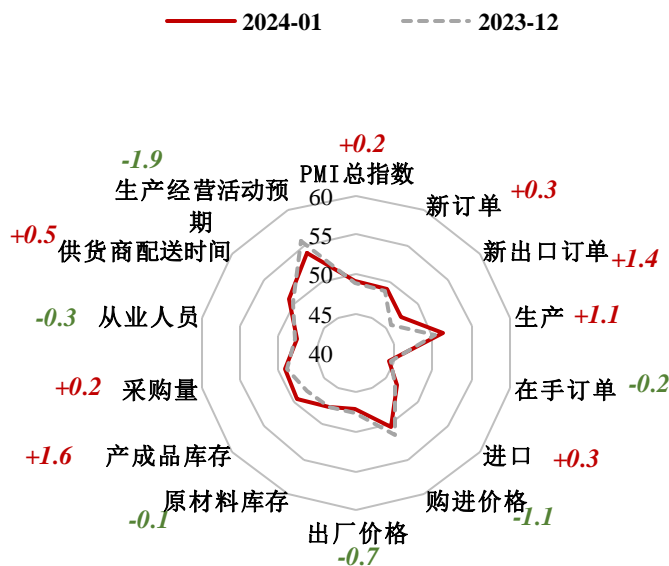 2024-01 2023-12
+0.2
PMI总指数
+0.3
新订单
+1.4
新出口订单
+1.1
生产
-0.2
在手订单
+0.3
进口
-1.1
购进价格
-0.7
出厂价格
-0.1
原材料库存
+1.6
产成品库存
+0.2
采购量
-0.3
从业人员
+0.5
供货商配送时间
-1.9
生产经营活动预
期
60
55
50
45
40